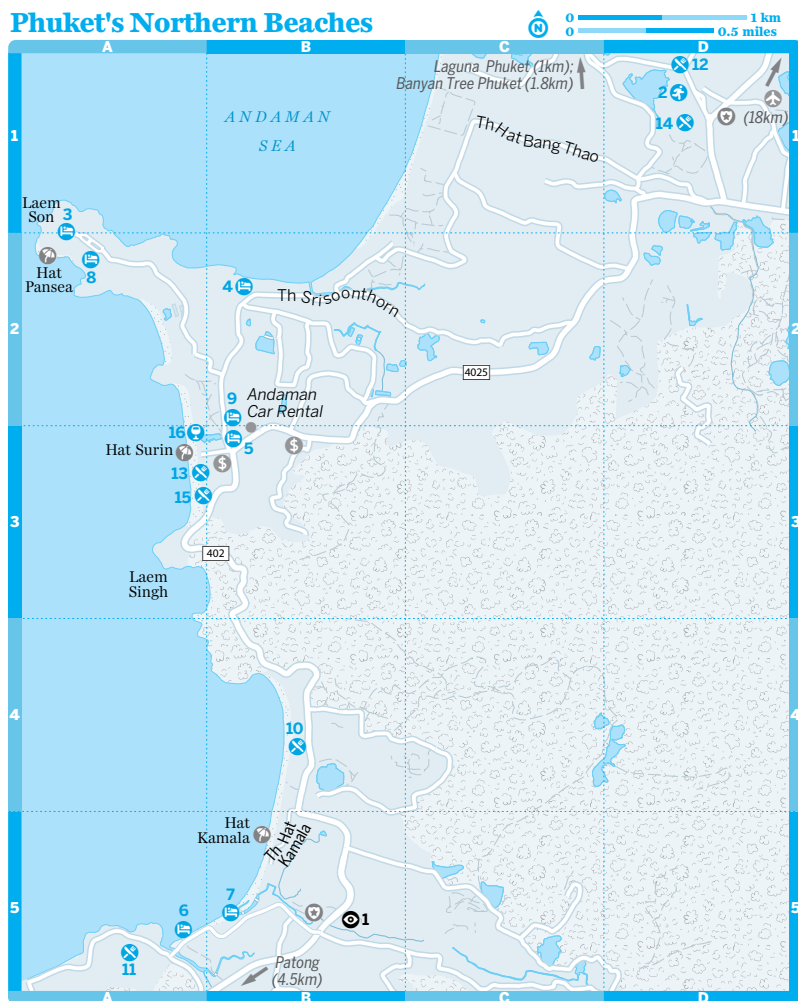 Phuket's Northern Beaches
0 1 km
0 0.5 miles
A B C D
Laguna Phuket (1km);
Banyan Tree Phuket (1.8km)
12
2
14
(18km)
ANDAMAN
SEA
1 1
Th Hat Bang Thao
Laem
Son
3
Hat
Pansea
8
4
Th Srisoonthorn
2 2
4025
9
Andaman
Car Rental
16
5
$
Hat Surin
$
13
15
3 3
402
Laem
Singh
4 4
10
Hat
Kamala
Th Hat
Kamala
7
6
1
5 5
11
Patong
(4.5km)
A B C D